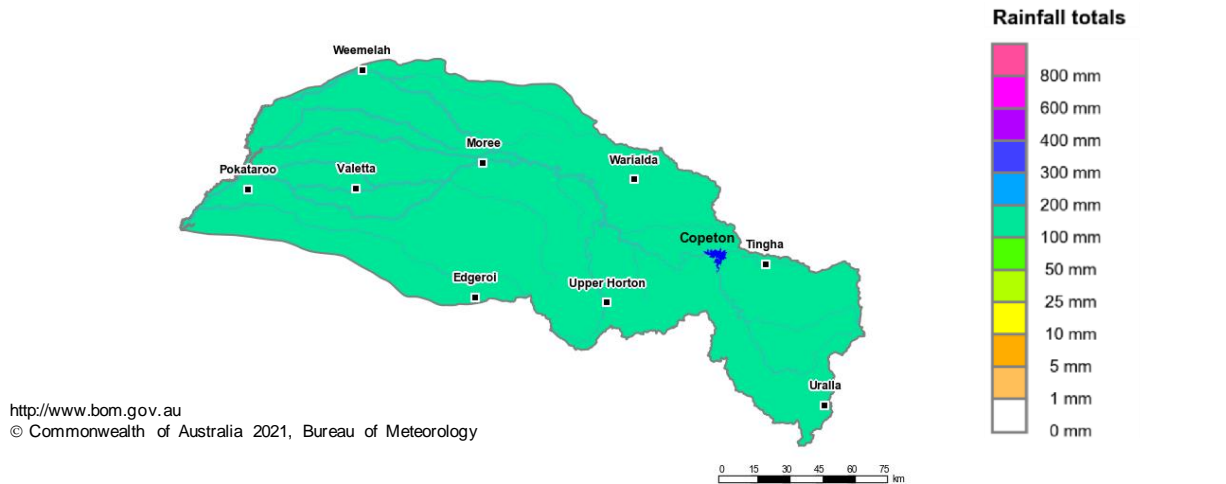 Rainfall totals
800 mm
600 mm
400 mm
300 mm
200 mm
100 mm
50 mm
25 mm
10 mm
5 mm
1 mm
0 mm
Weemelah
Moree
Warialda
Pokataroo
Valetta
Copeton
Tingha
Edgeroi
Upper Horton
Uralla
http://www.bom.gov.au
© Commonwealth of Australia 2021, Bureau of Meteorology
0 15 30 45 60 75
km